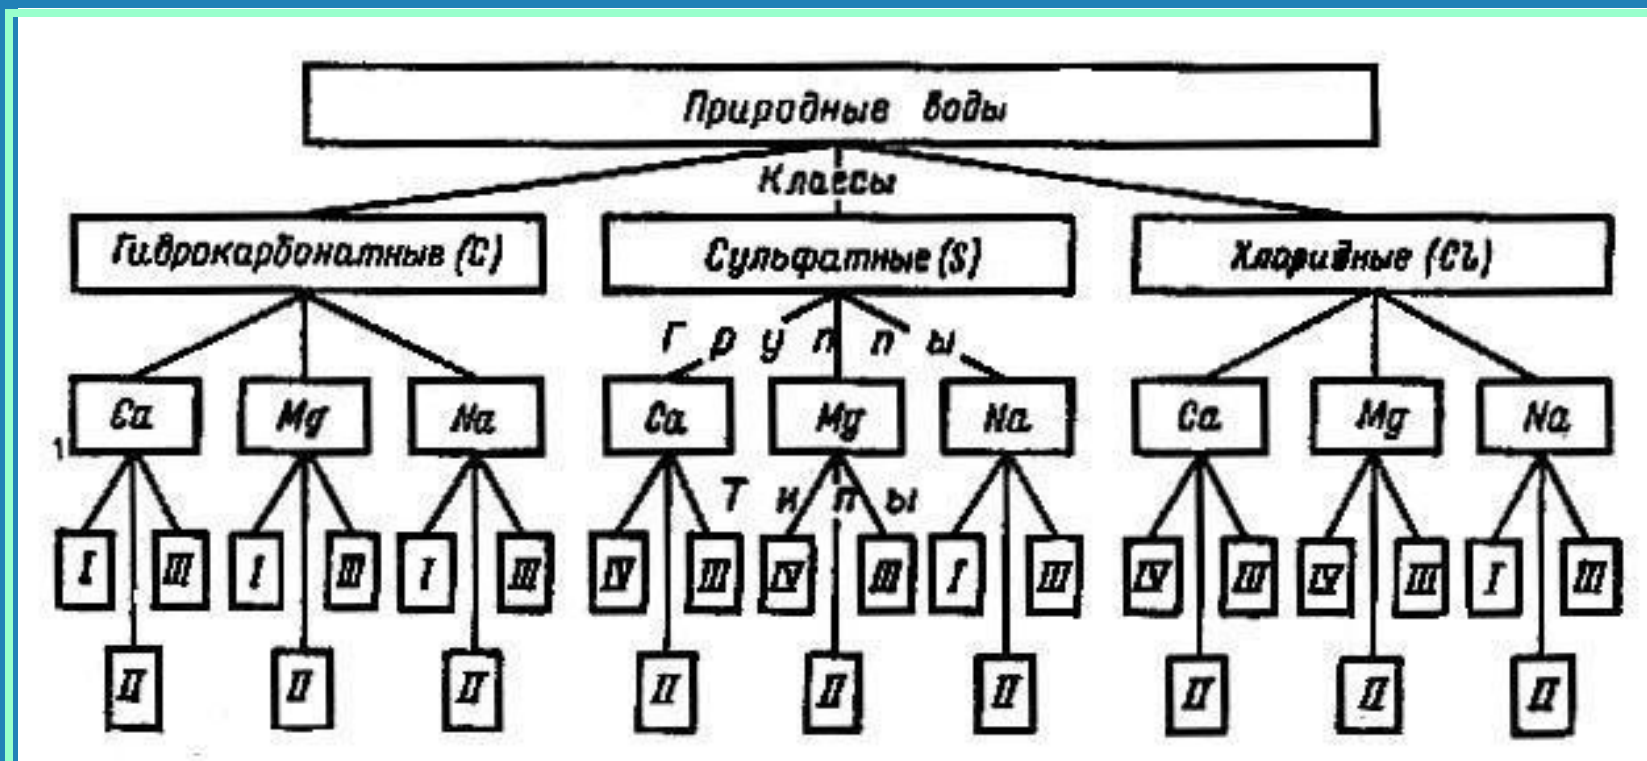 Природные воды
Классы
Гидрокарбонатные (C) Сульфатные (S) Хлоридные (Cl)
Группы
Ca Mg Na Ca Mg Na Ca Mg Na
1
Типы
I III I III I III IV III IV III I III IV III IV III I III
II II II II II II II II II